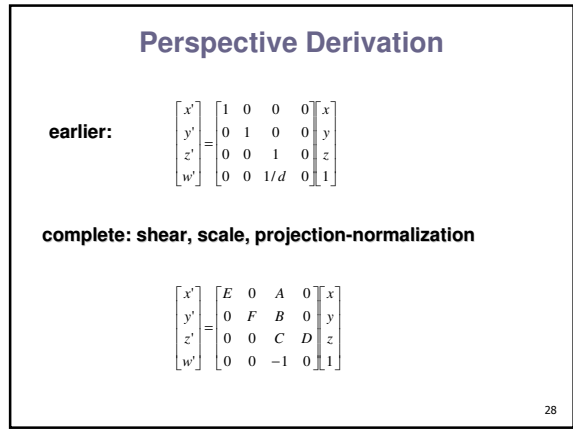 Perspective Derivation
earlier:
[x'] [1 0 0 0] [x]
[y'] = [0 1 0 0] [y]
[z'] [0 0 1 0] [z]
[w'] [0 0 1/d 0] [1]
complete: shear, scale, projection-normalization
[x'] [E 0 A 0] [x]
[y'] = [0 F B 0] [y]
[z'] [0 0 C D] [z]
[w'] [0 0 −1 0] [1]
28